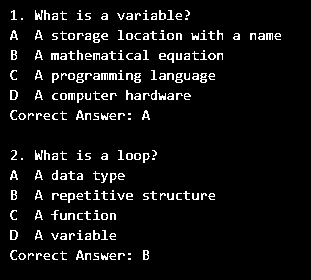 1. What is a variable?
A  A storage location with a name
B  A mathematical equation
C  A programming language
D  A computer hardware
Correct Answer: A

2. What is a loop?
A  A data type
B  A repetitive structure
C  A function
D  A variable
Correct Answer: B